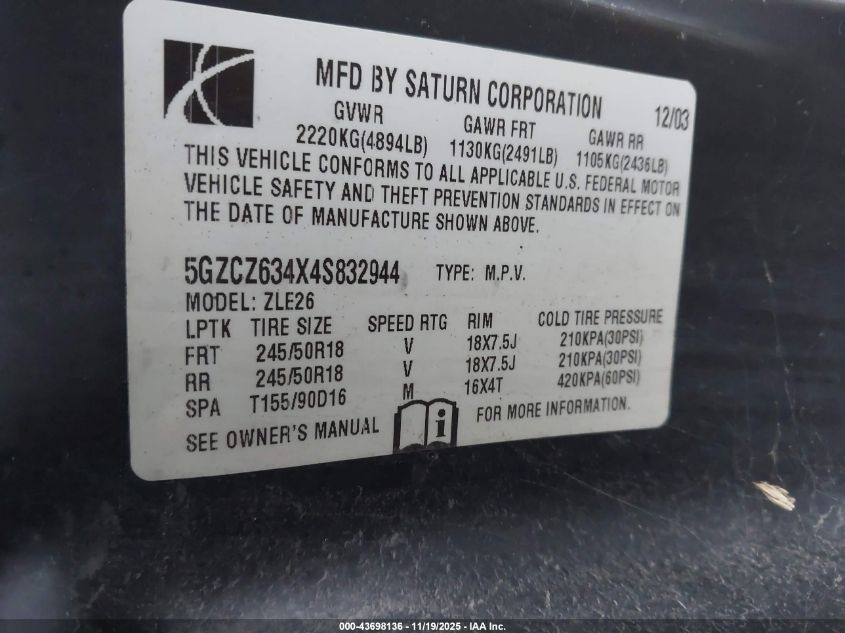 MFD BY SATURN CORPORATION 12/03
GVWR GAWR FRT GAWR RR
2220KG(4894LB) 1130KG(2491LB) 1105KG(2436LB)
THIS VEHICLE CONFORMS TO ALL APPLICABLE U.S. FEDERAL MOTOR
VEHICLE SAFETY AND THEFT PREVENTION STANDARDS IN EFFECT ON
THE DATE OF MANUFACTURE SHOWN ABOVE.
5GZCZ634X4S832944 TYPE: M.P.V.
MODEL: ZLE26
LPTK TIRE SIZE SPEED RTG RIM COLD TIRE PRESSURE
FRT 245/50R18 V 18X7.5J 210KPA(30PSI)
RR 245/50R18 V 18X7.5J 210KPA(30PSI)
SPA T155/90D16 M 16X4T 420KPA(60PSI)
SEE OWNER'S MANUAL i FOR MORE INFORMATION.
000-43698136 - 11/19/2025 - IAA Inc.